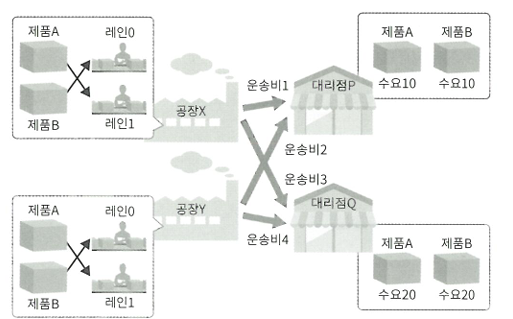 제품A
레인0
제품B
레인1
공장X
운송비1
대리점P
제품A
제품B
수요10
수요10
운송비2
운송비3
제품A
레인0
제품B
레인1
공장Y
운송비4
대리점Q
제품A
제품B
수요20
수요20